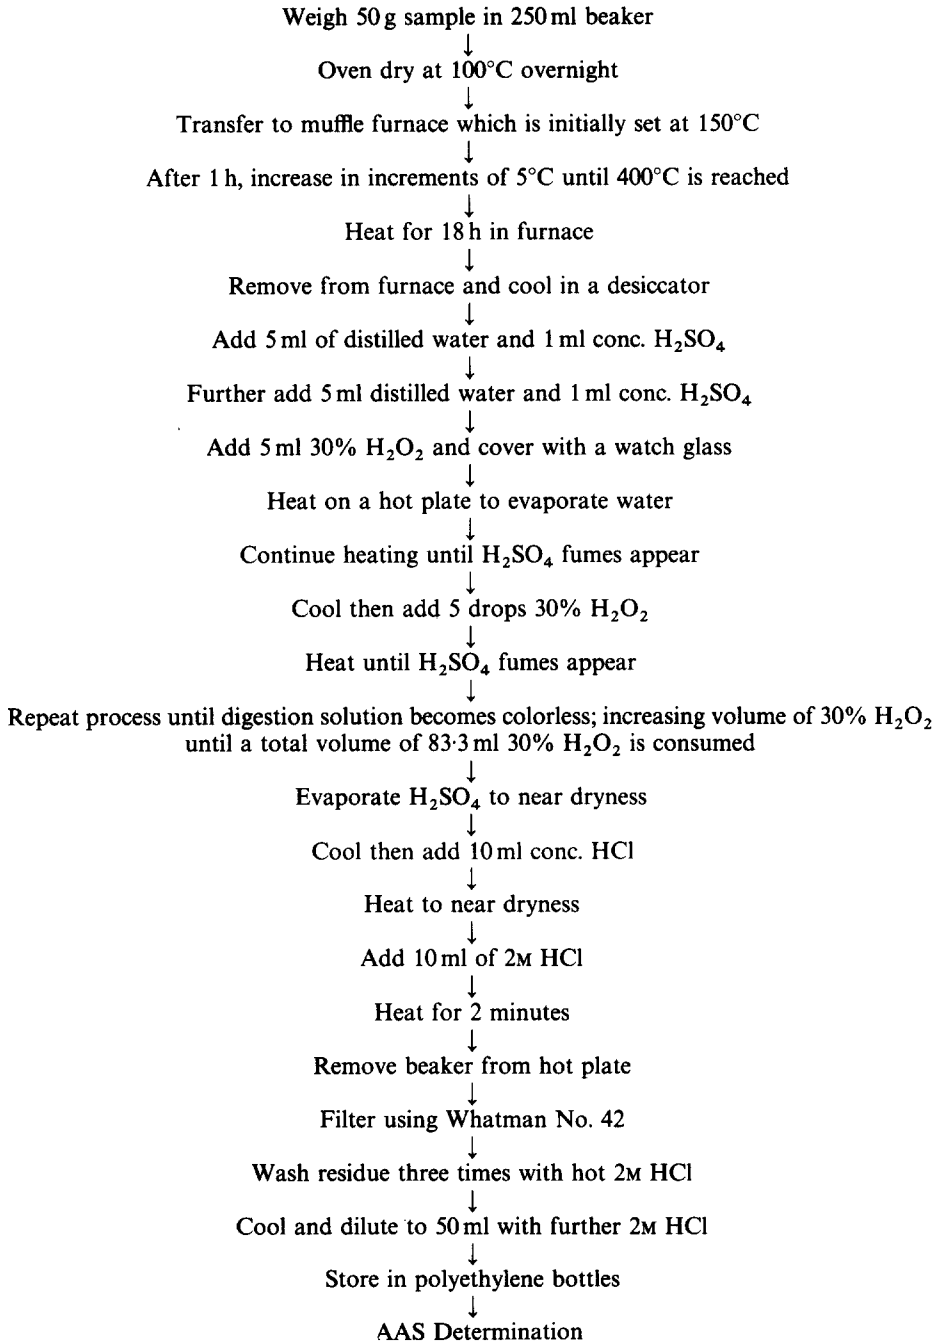 Weigh 50 g sample in 250 ml beaker
↓
Oven dry at 100°C overnight
↓
Transfer to muffle furnace which is initially set at 150°C
↓
After 1 h, increase in increments of 5°C until 400°C is reached
↓
Heat for 18 h in furnace
↓
Remove from furnace and cool in a desiccator
↓
Add 5 ml of distilled water and 1 ml conc. H₂SO₄
↓
Further add 5 ml distilled water and 1 ml conc. H₂SO₄
↓
Add 5 ml 30% H₂O₂ and cover with a watch glass
↓
Heat on a hot plate to evaporate water
↓
Continue heating until H₂SO₄ fumes appear
↓
Cool then add 5 drops 30% H₂O₂
↓
Heat until H₂SO₄ fumes appear
↓
Repeat process until digestion solution becomes colorless; increasing volume of 30% H₂O₂
until a total volume of 83·3 ml 30% H₂O₂ is consumed
↓
Evaporate H₂SO₄ to near dryness
↓
Cool then add 10 ml conc. HCl
↓
Heat to near dryness
↓
Add 10 ml of 2M HCl
↓
Heat for 2 minutes
↓
Remove beaker from hot plate
↓
Filter using Whatman No. 42
↓
Wash residue three times with hot 2M HCl
↓
Cool and dilute to 50 ml with further 2M HCl
↓
Store in polyethylene bottles
↓
AAS Determination